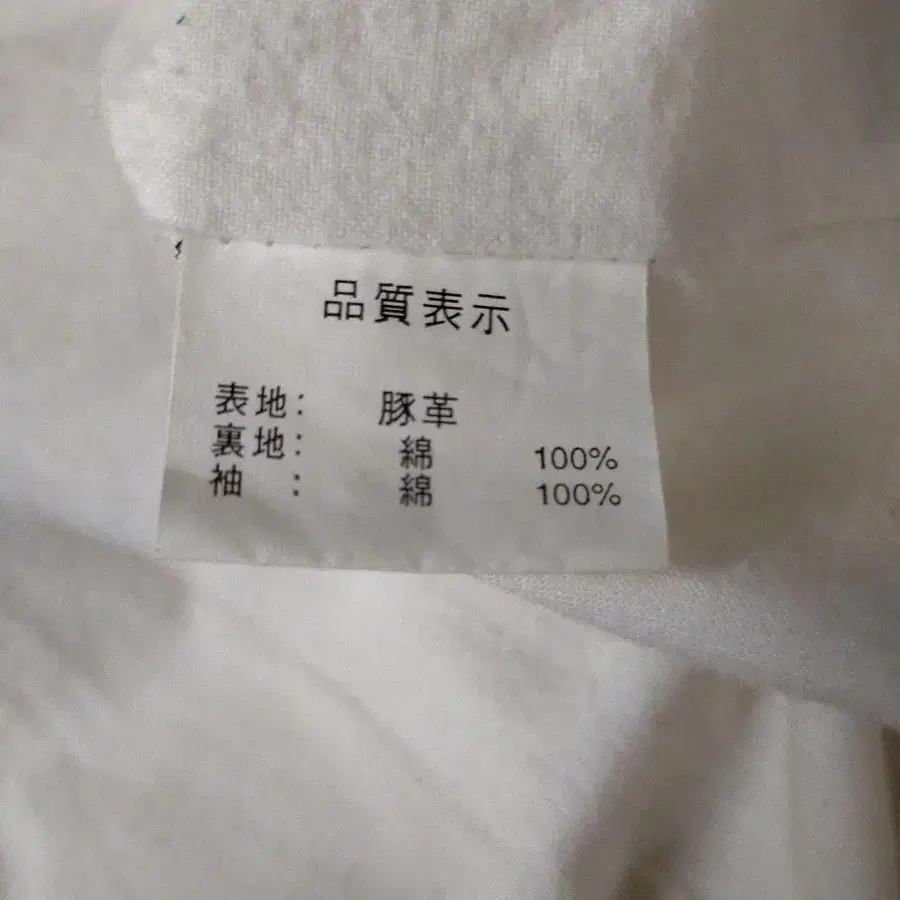 品質表示
表地: 豚革
裏地: 綿 100%
袖 : 綿 100%